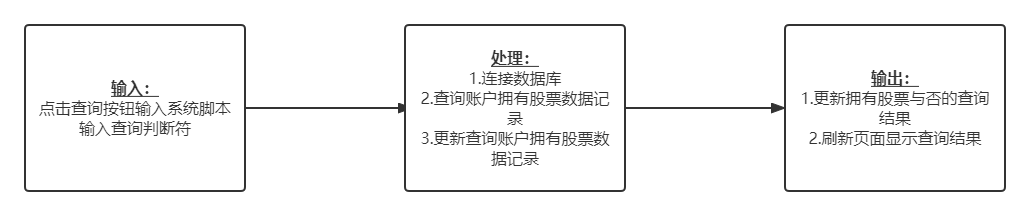 输入：
点击查询按钮输入系统脚本
输入查询判断符
处理：
1.连接数据库
2.查询账户拥有股票数据记
录
3.更新查询账户拥有股票数
据记录
输出：
1.更新拥有股票与否的查询
结果
2.刷新页面显示查询结果